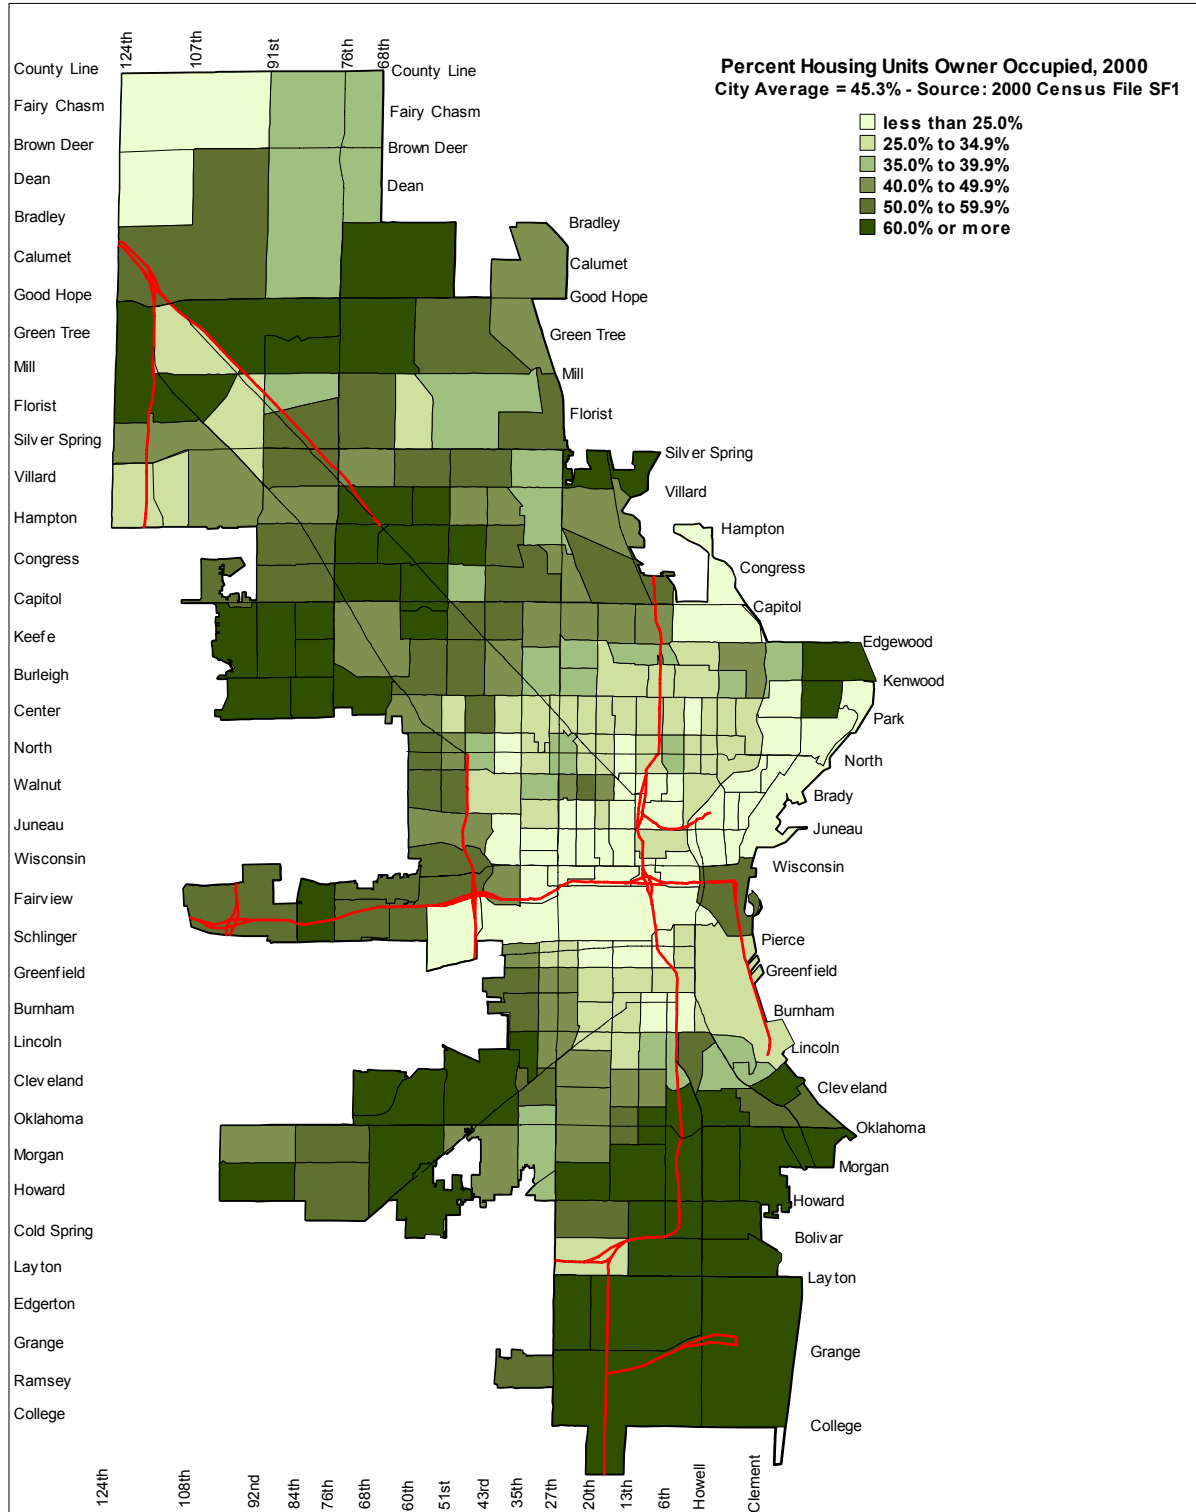 124th
107th
91st
76th
68th
County Line
County Line
Percent Housing Units Owner Occupied, 2000
City Average = 45.3% - Source: 2000 Census File SF1
less than 25.0%
25.0% to 34.9%
35.0% to 39.9%
40.0% to 49.9%
50.0% to 59.9%
60.0% or more
Fairy Chasm
Fairy Chasm
Brown Deer
Brown Deer
Dean
Dean
Bradley
Bradley
Calumet
Calumet
Good Hope
Good Hope
Green Tree
Green Tree
Mill
Mill
Florist
Florist
Silver Spring
Silver Spring
Villard
Villard
Hampton
Hampton
Congress
Congress
Capitol
Capitol
Keefe
Edgewood
Burleigh
Kenwood
Center
Park
North
North
Walnut
Brady
Juneau
Juneau
Wisconsin
Wisconsin
Fairview
Schlinger
Pierce
Greenfield
Greenfield
Burnham
Burnham
Lincoln
Lincoln
Cleveland
Cleveland
Oklahoma
Oklahoma
Morgan
Morgan
Howard
Howard
Cold Spring
Bolivar
Layton
Layton
Edgerton
Grange
Grange
Ramsey
College
College
124th
108th
92nd
84th
76th
68th
60th
51st
43rd
35th
27th
20th
13th
6th
Howell
Clement